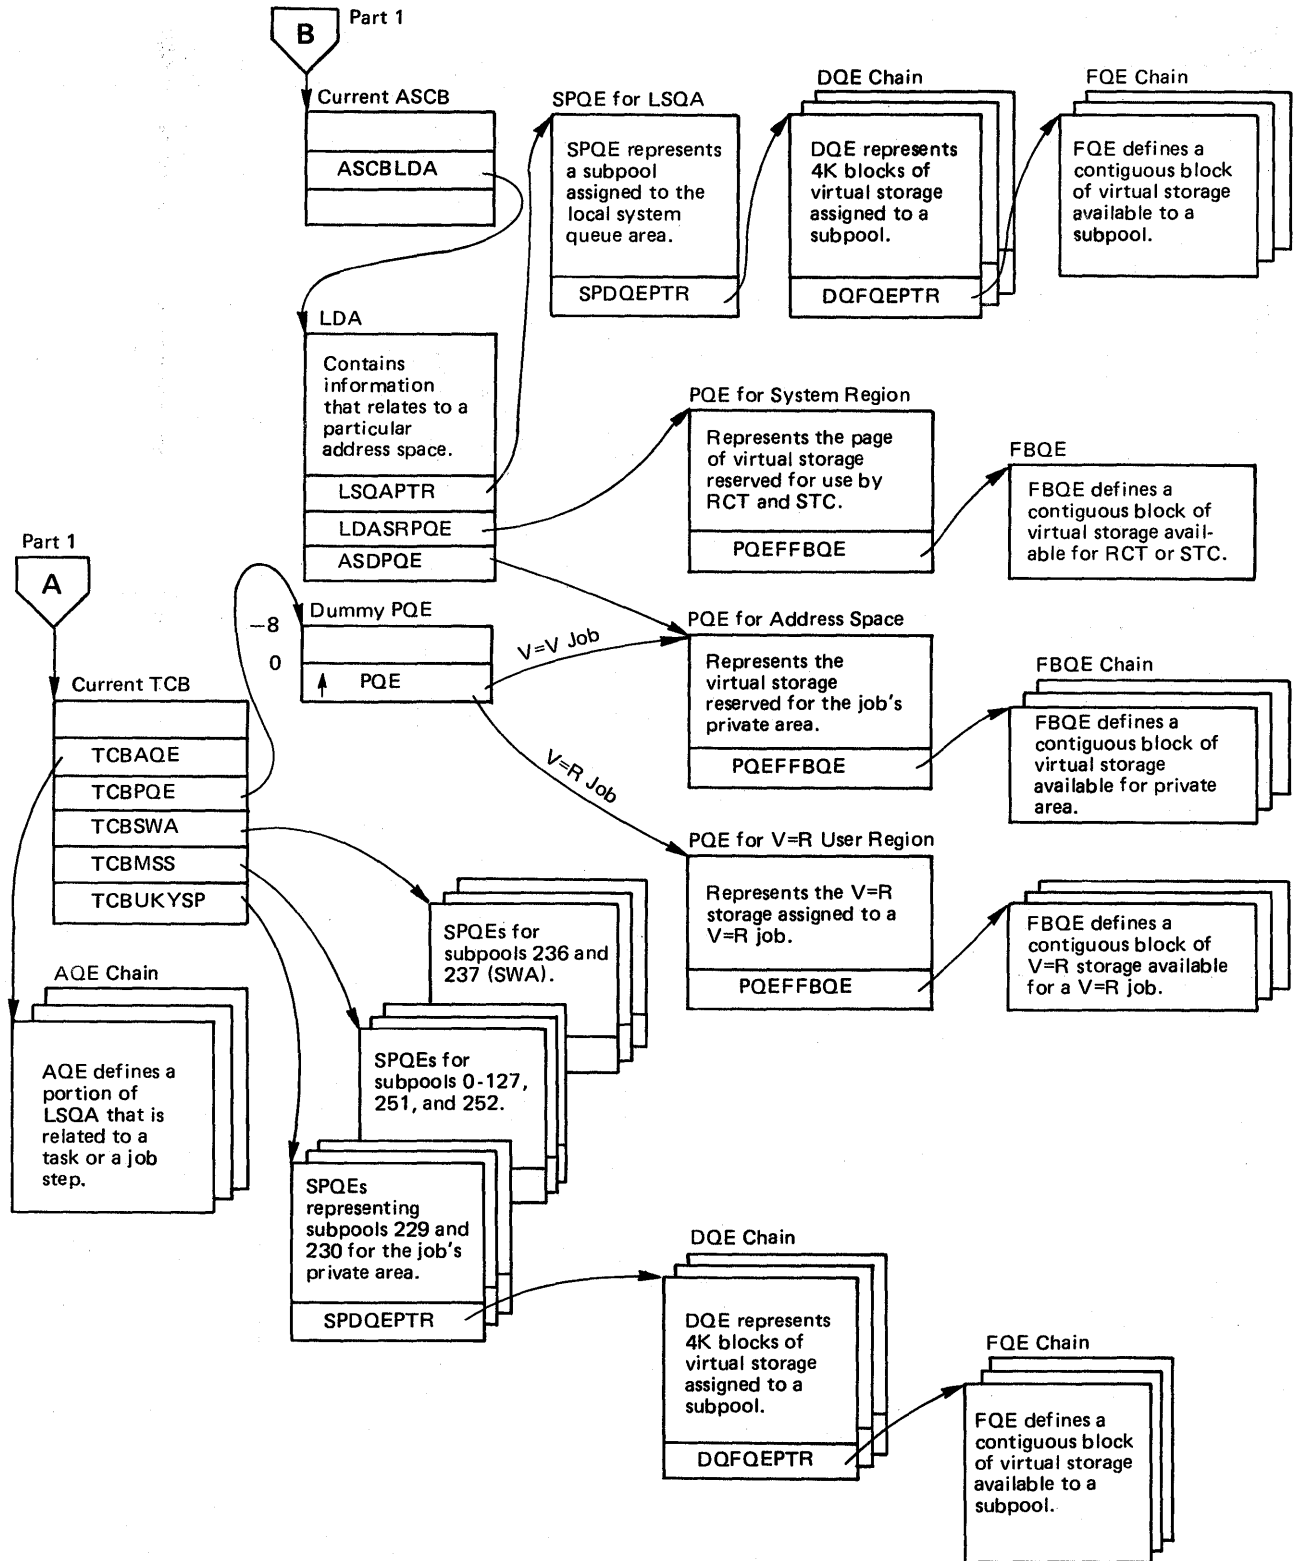 B
Part 1
Current ASCB
ASCBLDA
SPQE for LSQA
SPQE represents
a subpool
assigned to the
local system
queue area.
SPDQEPTR
DQE Chain
DQE represents
4K blocks of
virtual storage
assigned to a
subpool.
DQFQEPTR
FQE Chain
FQE defines a
contiguous block
of virtual storage
available to a
subpool.
LDA
Contains
information
that relates to a
particular
address space.
LSQAPTR
LDASRPQE
ASDPQE
PQE for System Region
Represents the page
of virtual storage
reserved for use by
RCT and STC.
PQEFFBQE
FBQE
FBQE defines a
contiguous block of
virtual storage avail-
able for RCT or STC.
Part 1
A
Dummy PQE
−8
0
PQE
V=V Job
V=R Job
PQE for Address Space
Represents the
virtual storage
reserved for the job's
private area.
PQEFFBQE
FBQE Chain
FBQE defines a
contiguous block of
virtual storage
available for private
area.
Current TCB
TCBAQE
TCBPQE
TCBSWA
TCBMSS
TCBUKYSP
PQE for V=R User Region
Represents the V=R
storage assigned to a
V=R job.
PQEFFBQE
FBQE defines a
contiguous block of
V=R storage available
for a V=R job.
AQE Chain
AQE defines a
portion of
LSQA that is
related to a
task or a job
step.
SPQEs for
subpools 236 and
237 (SWA).
SPQEs for
subpools 0-127,
251, and 252.
SPQEs
representing
subpools 229 and
230 for the job's
private area.
SPDQEPTR
DQE Chain
DQE represents
4K blocks of
virtual storage
assigned to a
subpool.
DQFQEPTR
FQE Chain
FQE defines a
contiguous block
of virtual storage
available to a
subpool.